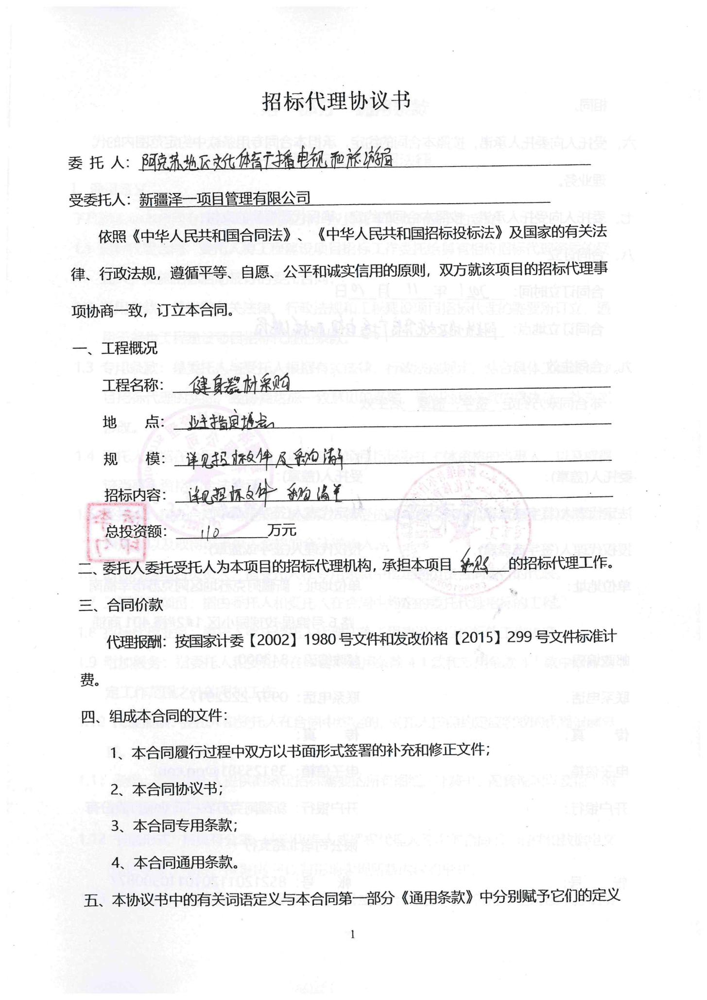 招标代理协议书
委 托 人：阿克苏地区文化体育广播电视和旅游局
受委托人：新疆泽一项目管理有限公司
依照《中华人民共和国合同法》、《中华人民共和国招标投标法》及国家的有关法
律、行政法规，遵循平等、自愿、公平和诚实信用的原则，双方就该项目的招标代理事
项协商一致，订立本合同。
一、工程概况
工程名称：健身器材采购
地 点：业主指定地点
规 模：详见招标文件及采购清单
招标内容：详见招标文件 采购清单
总投资额：110 万元
二、委托人委托受托人为本项目的招标代理机构，承担本项目 采购 的招标代理工作。
三、合同价款
代理报酬：按国家计委【2002】1980 号文件和发改价格【2015】299 号文件标准计
费。
四、组成本合同的文件：
1、本合同履行过程中双方以书面形式签署的补充和修正文件；
2、本合同协议书；
3、本合同专用条款；
4、本合同通用条款。
五、本协议书中的有关词语定义与本合同第一部分《通用条款》中分别赋予它们的定义
1